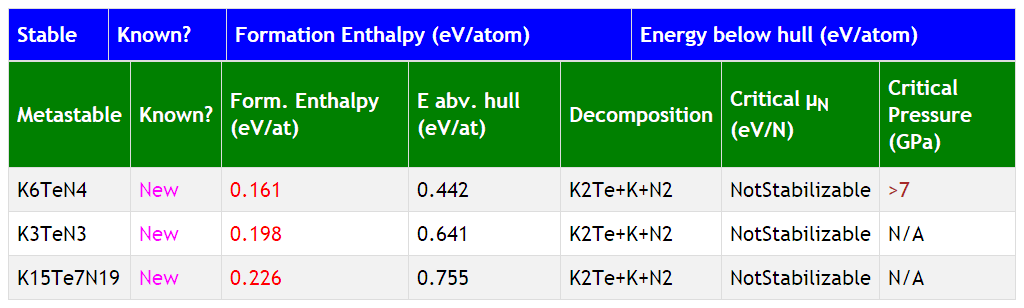 Stable Known? Formation Enthalpy (eV/atom) Energy below hull (eV/atom)
Metastable Known? Form. Enthalpy (eV/at) E abv. hull (eV/at) Decomposition Critical μN (eV/N) Critical Pressure (GPa)
K6TeN4 New 0.161 0.442 K2Te+K+N2 NotStabilizable >7
K3TeN3 New 0.198 0.641 K2Te+K+N2 NotStabilizable N/A
K15Te7N19 New 0.226 0.755 K2Te+K+N2 NotStabilizable N/A